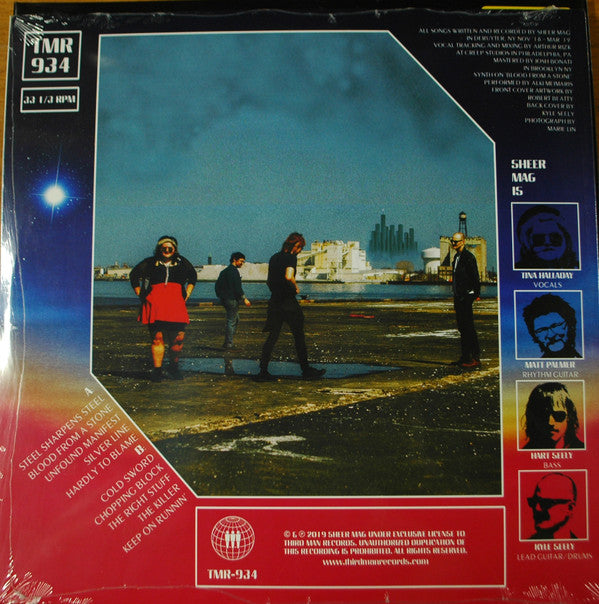 TMR
934
33 1/3 RPM
ALL SONGS WRITTEN AND RECORDED BY SHEER MAG
IN DERUYTER, NY NOV '16 - MAR '19
VOCAL TRACKING AND MIXING BY ARTHUR RIZK
AT CREEP STUDIOS IN PHILADELPHIA, PA
MASTERED BY JOSH BONATI
IN BROOKLYN NY
SYNTH ON 'BLOOD FROM A STONE'
PERFORMED BY ALKI MEIMARIS
FRONT COVER ARTWORK BY
ROBERT BEATTY
BACK COVER BY
KYLE SEELY
PHOTOGRAPH BY
MARIE LIN
SHEER
MAG
IS
TINA HALLADAY
VOCALS
MATT PALMER
RHYTHM GUITAR
HART SEELY
BASS
KYLE SEELY
LEAD GUITAR/DRUMS
A
STEEL SHARPENS STEEL
BLOOD FROM A STONE
UNFOUND MANIFEST
SILVER LINE
HARDLY TO BLAME
B
COLD SWORD
CHOPPING BLOCK
THE RIGHT STUFF
THE KILLER
KEEP ON RUNNIN'
TMR-934
© & ℗ 2019 SHEER MAG UNDER EXCLUSIVE LICENSE TO
THIRD MAN RECORDS. UNAUTHORIZED DUPLICATION OF
THIS RECORDING IS PROHIBITED. ALL RIGHTS RESERVED.
www.thirdmanrecords.com